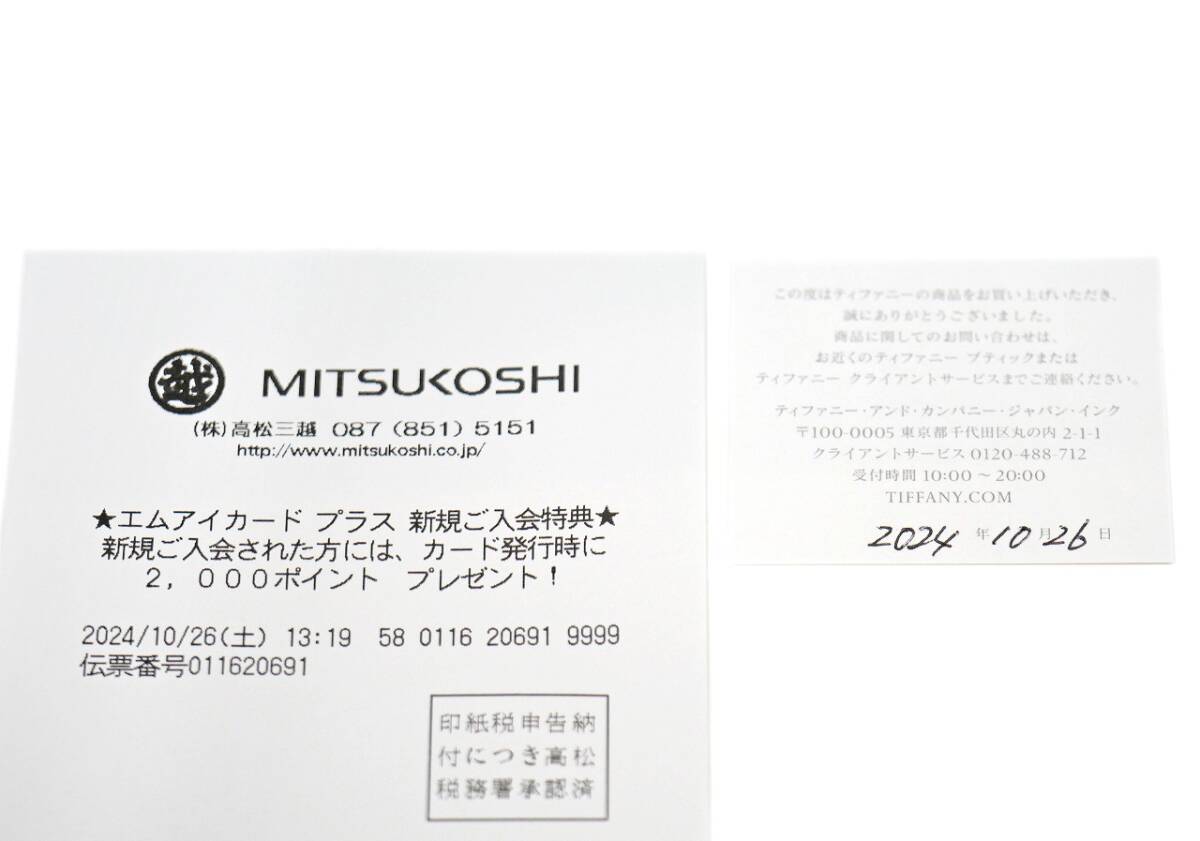 越 MITSUKOSHI
(株)高松三越 087 (851) 5151
http://www.mitsukoshi.co.jp/
★エムアイカード プラス 新規ご入会特典★
新規ご入会された方には、カード発行時に
2,000ポイント プレゼント!
2024/10/26(土) 13:19 58 0116 20691 9999
伝票番号011620691
印紙税申告納
付につき高松
税務署承認済
この度はティファニーの商品をお買い上げいただき、
誠にありがとうございました。
商品に関してのお問い合わせは、
お近くのティファニー ブティックまたは
ティファニー クライアントサービスまでご連絡ください。
ティファニー・アンド・カンパニー・ジャパン・インク
〒100-0005 東京都千代田区丸の内 2-1-1
クライアントサービス 0120-488-712
受付時間 10:00 ~ 20:00
TIFFANY.COM
2024 年 10 月 26 日